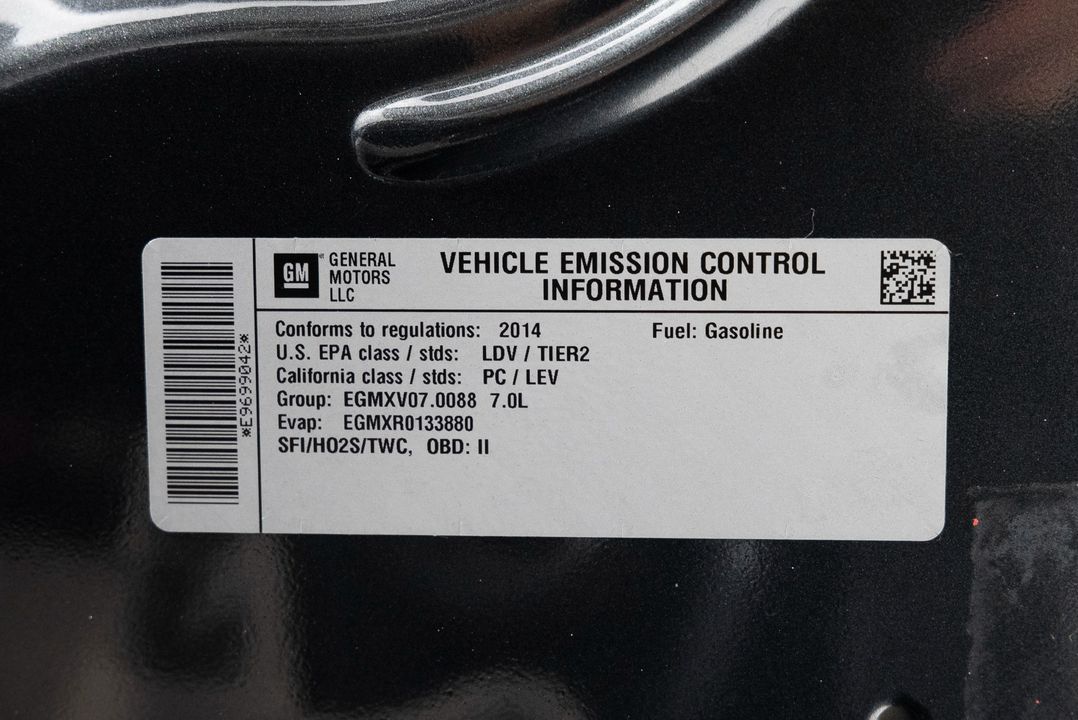 *E9699042*
GM
GENERAL
MOTORS
LLC
VEHICLE EMISSION CONTROL
INFORMATION
Conforms to regulations: 2014 Fuel: Gasoline
U.S. EPA class / stds: LDV / TIER2
California class / stds: PC / LEV
Group: EGMXV07.0088 7.0L
Evap: EGMXR0133880
SFI/HO2S/TWC, OBD: II